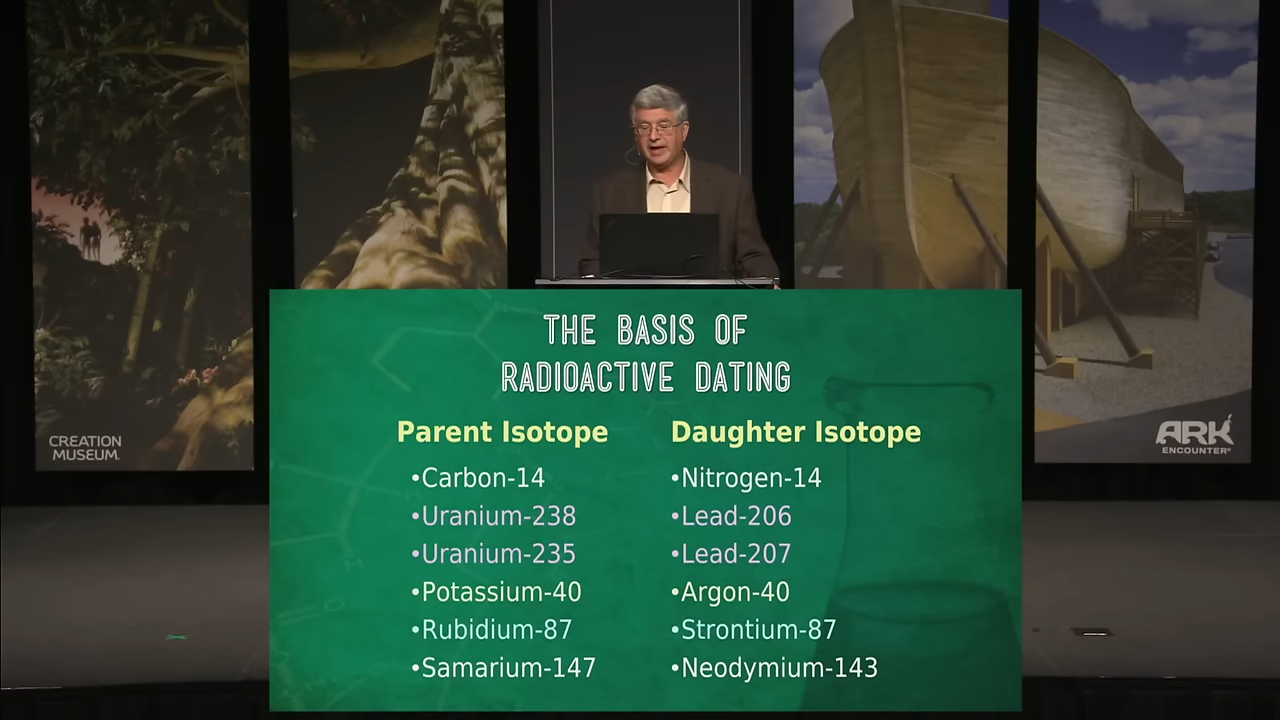 THE BASIS OF
RADIOACTIVE DATING
Parent Isotope Daughter Isotope
•Carbon-14 •Nitrogen-14
•Uranium-238 •Lead-206
•Uranium-235 •Lead-207
•Potassium-40 •Argon-40
•Rubidium-87 •Strontium-87
•Samarium-147 •Neodymium-143
CREATION
MUSEUM
ARK
ENCOUNTER®